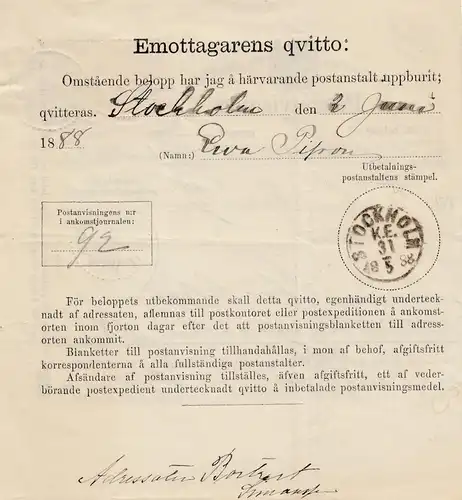 Emottagarens qvitto:
Omstående belopp har jag å härvarande postanstalt uppburit;
qvitteras. Stockholm den 2 Juni
1888
(Namn:) Ewa
Utbetalnings-
postanstaltens stämpel.
Postanvisningens n:r
i ankomstjournalen:
92
STOCKHOLM
K.E.
31
18 5 88
För beloppets utbekommande skall detta qvitto, egenhändigt underteck-
nadt af adressaten, aflemnas till postkontoret eller postexpeditionen å ankomst-
orten inom fjorton dagar efter det att postanvisningsblanketten till adress-
orten ankommit.
Blanketter till postanvisning tillhandahållas, i mon af behof, afgiftsfritt
korrespondenterna å alla fullständiga postanstalter.
Afsändare af postanvisning tillställes, äfven afgiftsfritt, ett af veder-
börande postexpedient undertecknadt qvitto å inbetalade postanvisningsmedel.
Adressaten Bortrest